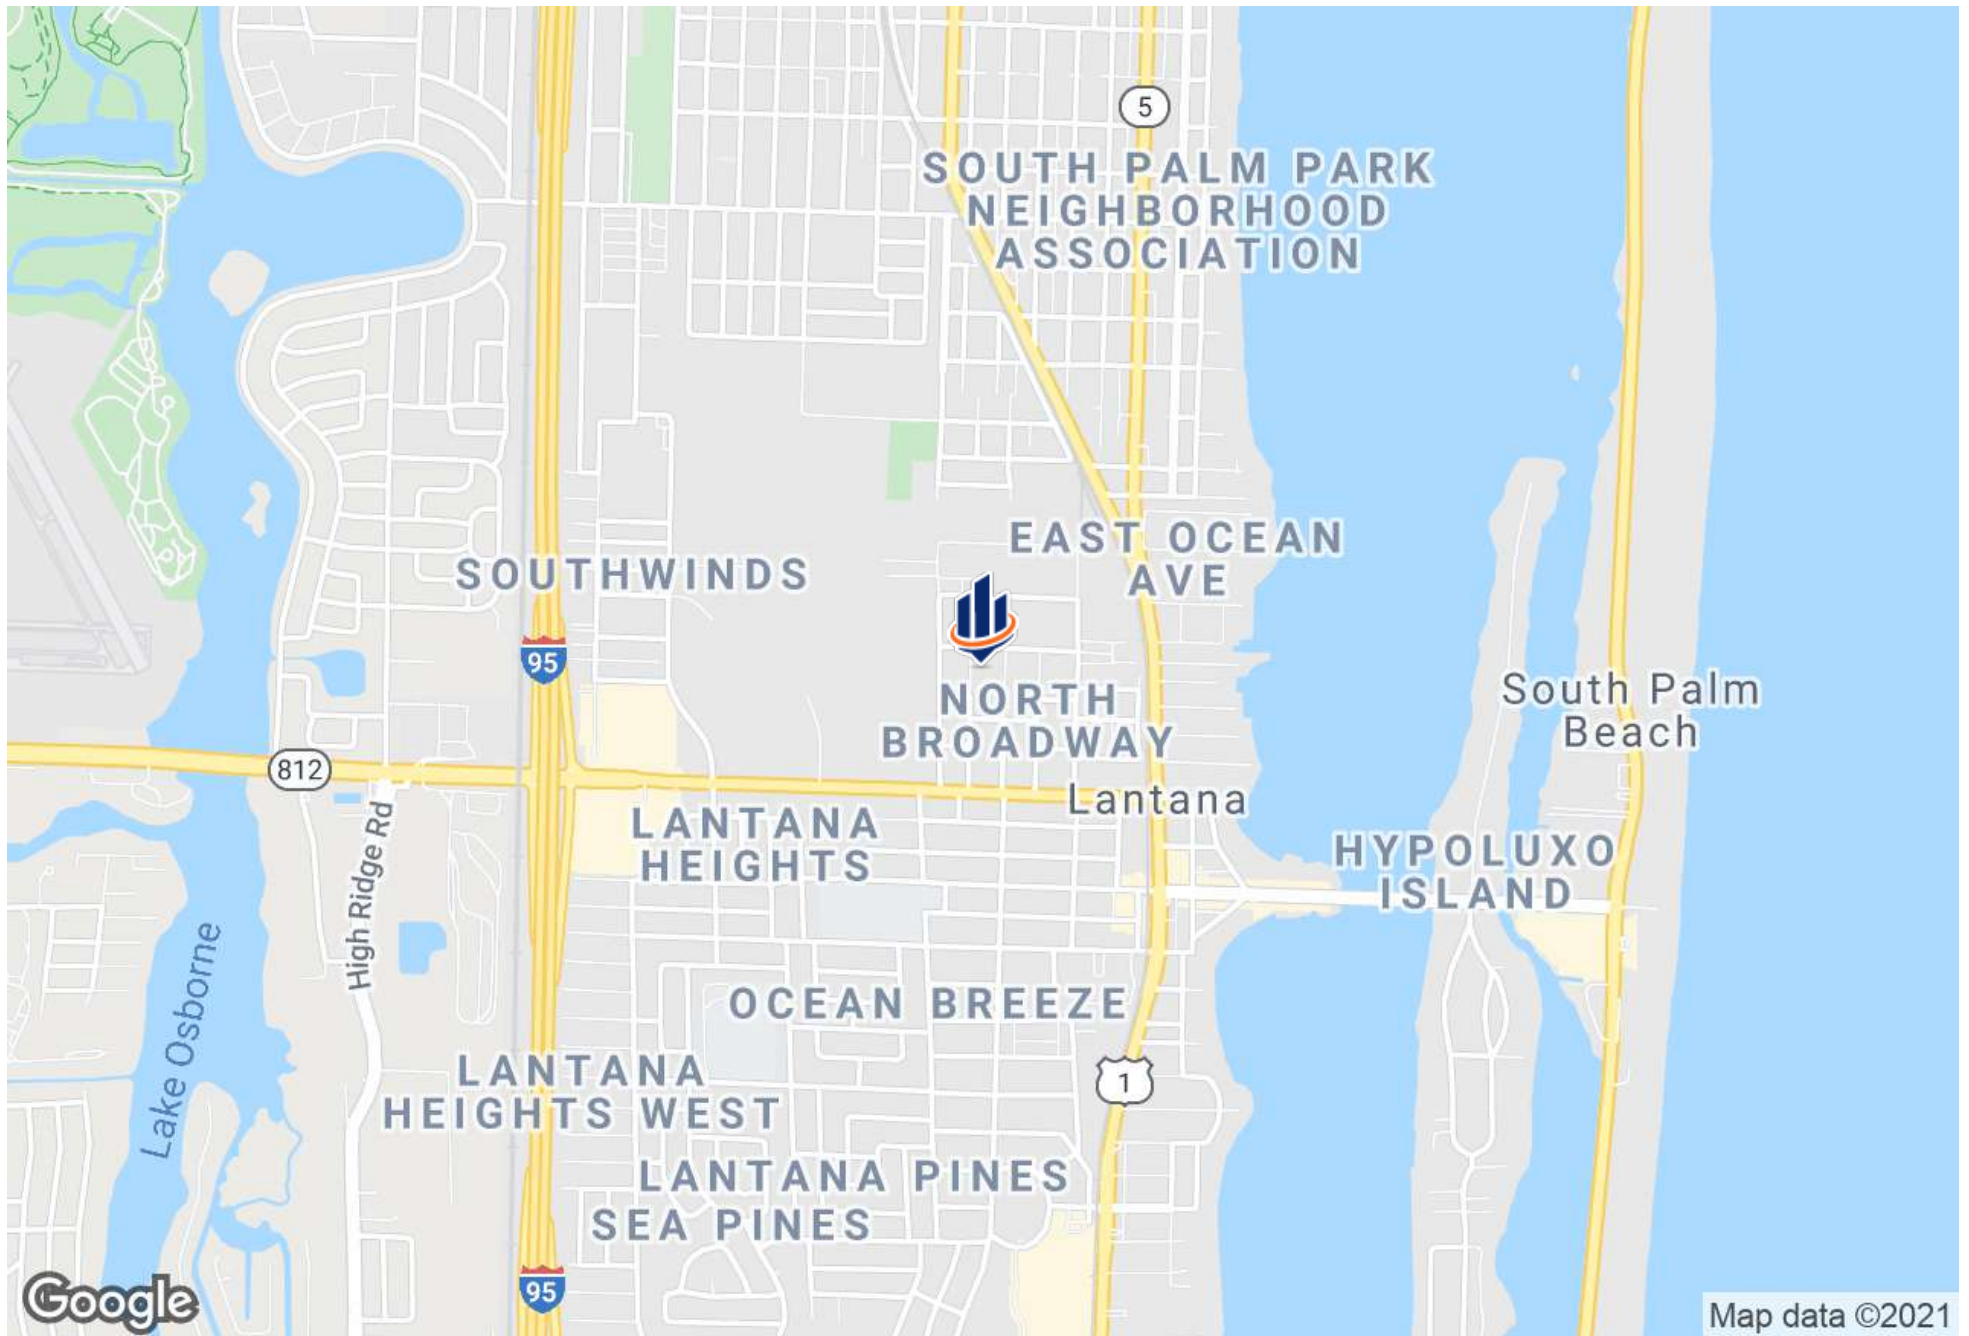 5
SOUTH PALM PARK
NEIGHBORHOOD
ASSOCIATION
EAST OCEAN
AVE
SOUTHWINDS
95
NORTH
BROADWAY
South Palm
Beach
812
Lantana
LANTANA
HEIGHTS
HYPOLUXO
ISLAND
High Ridge Rd
Lake Osborne
OCEAN BREEZE
LANTANA
HEIGHTS WEST
1
LANTANA PINES
SEA PINES
95
Google
Map data ©2021